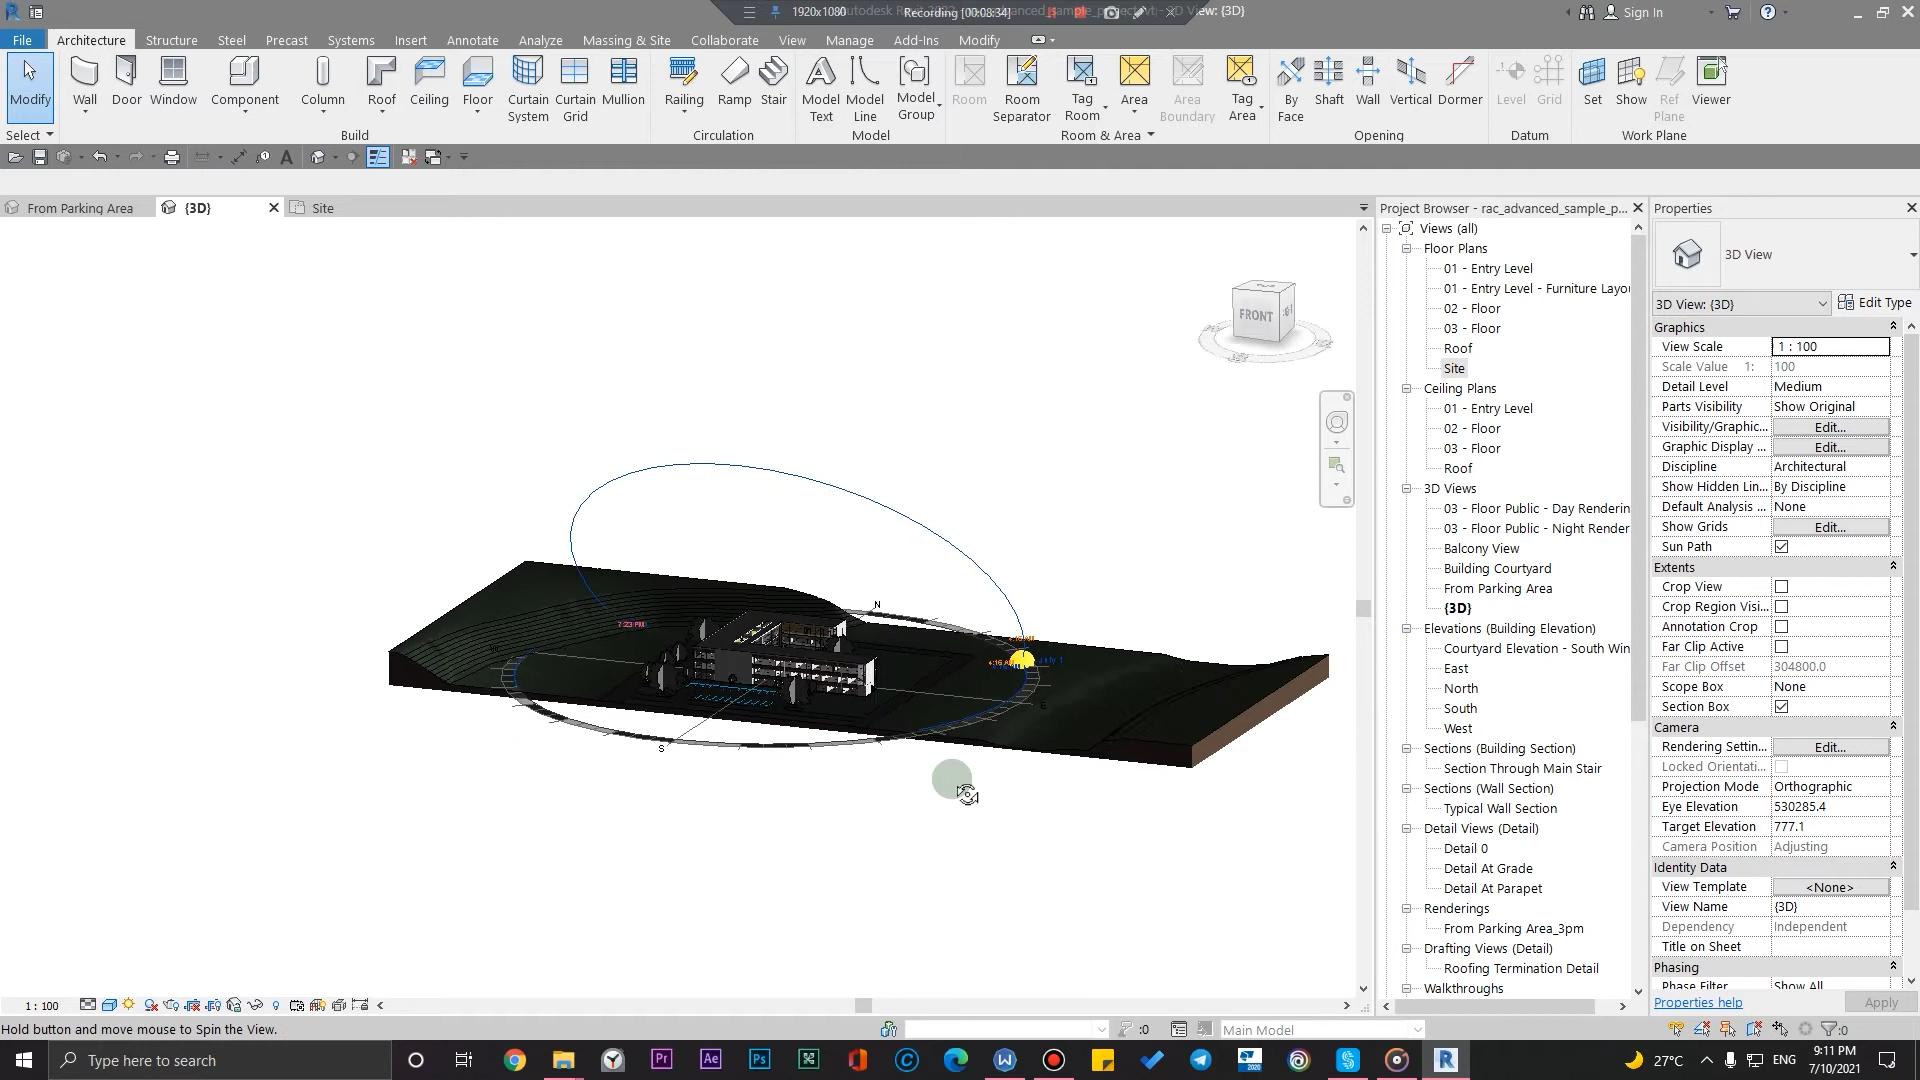 1920x1080
Recording [00:08:34]
View: {3D}
Sign In
File
Architecture
Structure
Steel
Precast
Systems
Insert
Annotate
Analyze
Massing & Site
Collaborate
View
Manage
Add-Ins
Modify
Modify
Wall
Door
Window
Component
Column
Roof
Ceiling
Floor
Curtain
System
Curtain
Grid
Mullion
Railing
Ramp
Stair
Model
Text
Model
Line
Model
Group
Room
Room
Separator
Tag
Room
Area
Area
Boundary
Tag
Area
By
Face
Shaft
Wall
Vertical
Dormer
Level
Grid
Set
Show
Ref
Plane
Viewer
Select
Build
Circulation
Model
Room & Area
Opening
Datum
Work Plane
From Parking Area
{3D}
Site
FRONT
N
7:23 PM
July 1
E
S
Project Browser - rac_advanced_sample_p...
Views (all)
Floor Plans
01 - Entry Level
01 - Entry Level - Furniture Layou
02 - Floor
03 - Floor
Roof
Site
Ceiling Plans
01 - Entry Level
02 - Floor
03 - Floor
Roof
3D Views
03 - Floor Public - Day Renderin
03 - Floor Public - Night Render
Balcony View
Building Courtyard
From Parking Area
{3D}
Elevations (Building Elevation)
Courtyard Elevation - South Win
East
North
South
West
Sections (Building Section)
Section Through Main Stair
Sections (Wall Section)
Typical Wall Section
Detail Views (Detail)
Detail 0
Detail At Grade
Detail At Parapet
Renderings
From Parking Area_3pm
Drafting Views (Detail)
Roofing Termination Detail
Walkthroughs
Properties
3D View
3D View: {3D}
Edit Type
Graphics
View Scale 1 : 100
Scale Value 1: 100
Detail Level Medium
Parts Visibility Show Original
Visibility/Graphic... Edit...
Graphic Display ... Edit...
Discipline Architectural
Show Hidden Lin... By Discipline
Default Analysis ... None
Show Grids Edit...
Sun Path
Extents
Crop View
Crop Region Visi...
Annotation Crop
Far Clip Active
Far Clip Offset 304800.0
Scope Box None
Section Box
Camera
Rendering Settin... Edit...
Locked Orientati...
Projection Mode Orthographic
Eye Elevation 530285.4
Target Elevation 777.1
Camera Position Adjusting
Identity Data
View Template <None>
View Name {3D}
Dependency Independent
Title on Sheet
Phasing
Phase Filter Show All
Properties help
Apply
1 : 100
Hold button and move mouse to Spin the View.
:0
Main Model
:0
Type here to search
27°C
ENG
9:11 PM
7/10/2021